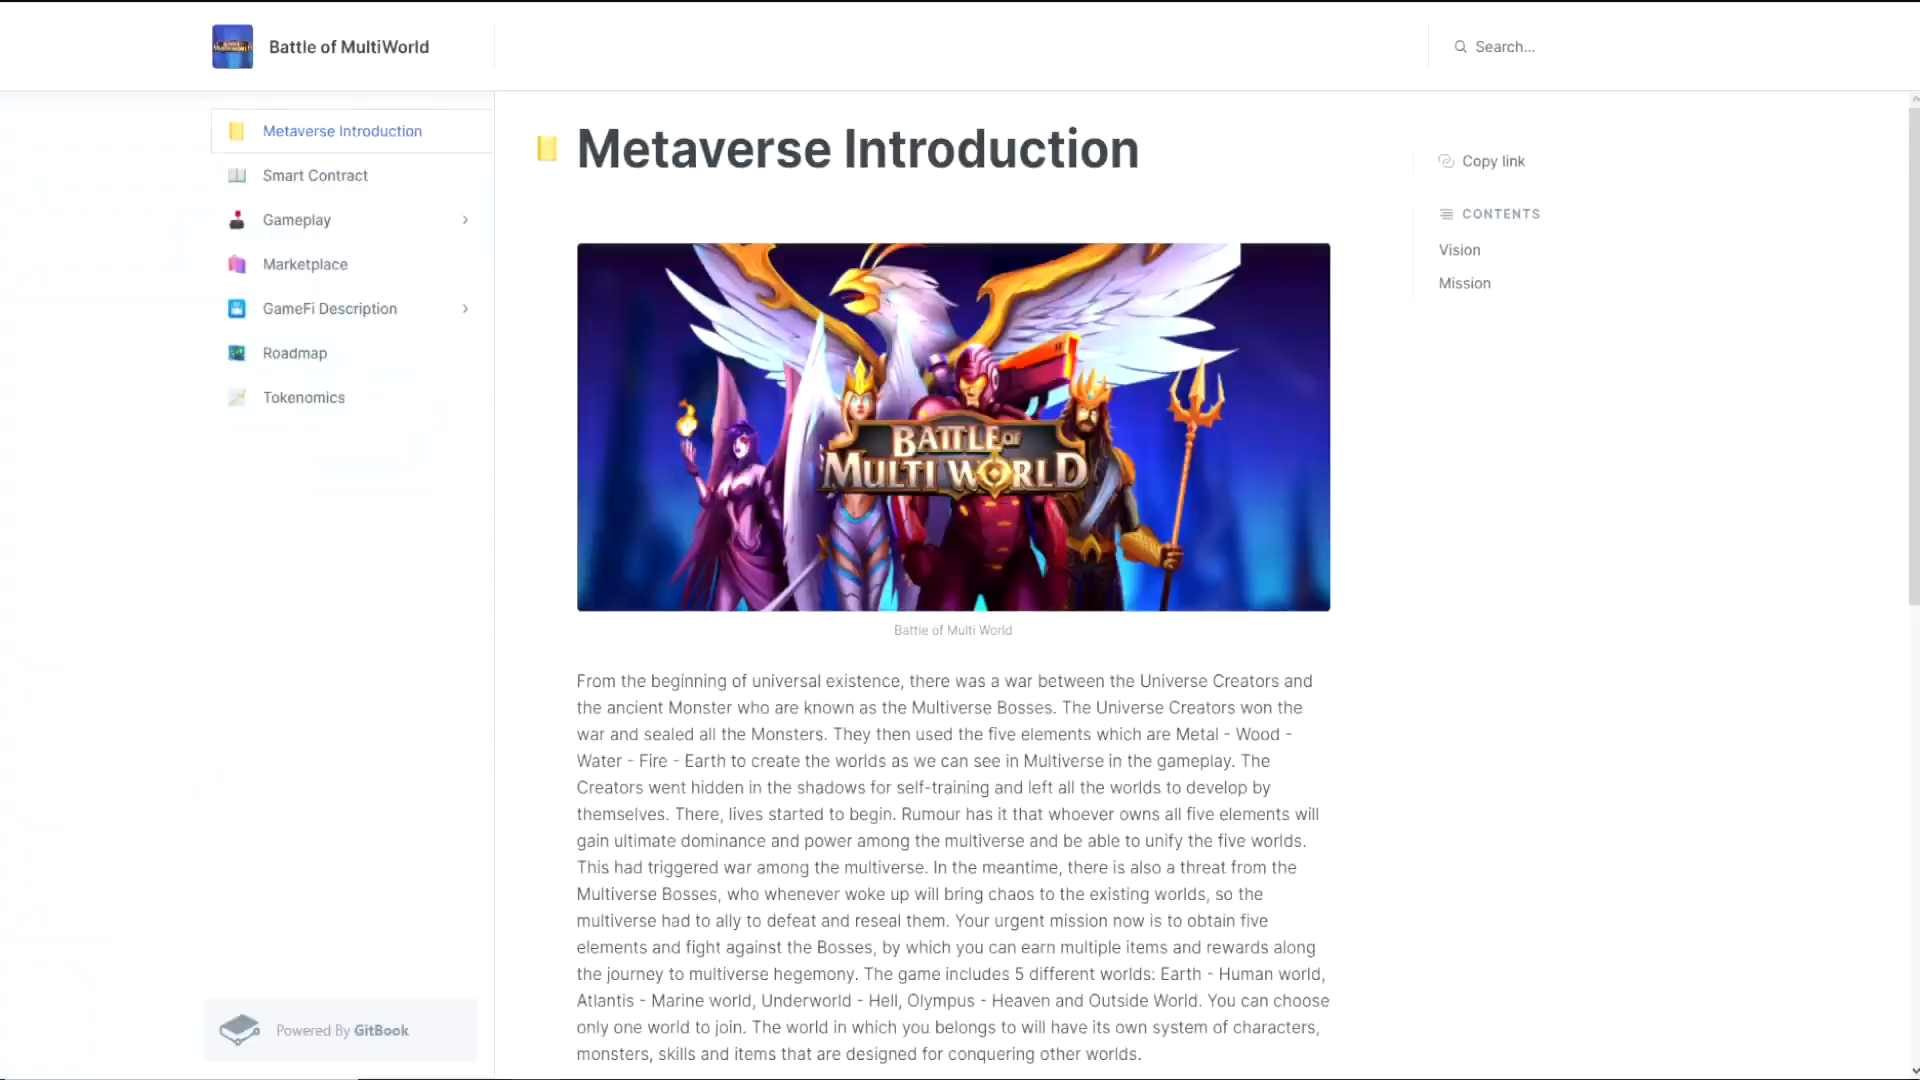 Battle of MultiWorld
Search...
Metaverse Introduction
Smart Contract
Gameplay
Marketplace
GameFi Description
Roadmap
Tokenomics
Powered By GitBook
Metaverse Introduction
BATTLE OF
MULTI WORLD
Battle of Multi World
From the beginning of universal existence, there was a war between the Universe Creators and
the ancient Monster who are known as the Multiverse Bosses. The Universe Creators won the
war and sealed all the Monsters. They then used the five elements which are Metal - Wood -
Water - Fire - Earth to create the worlds as we can see in Multiverse in the gameplay. The
Creators went hidden in the shadows for self-training and left all the worlds to develop by
themselves. There, lives started to begin. Rumour has it that whoever owns all five elements will
gain ultimate dominance and power among the multiverse and be able to unify the five worlds.
This had triggered war among the multiverse. In the meantime, there is also a threat from the
Multiverse Bosses, who whenever woke up will bring chaos to the existing worlds, so the
multiverse had to ally to defeat and reseal them. Your urgent mission now is to obtain five
elements and fight against the Bosses, by which you can earn multiple items and rewards along
the journey to multiverse hegemony. The game includes 5 different worlds: Earth - Human world,
Atlantis - Marine world, Underworld - Hell, Olympus - Heaven and Outside World. You can choose
only one world to join. The world in which you belongs to will have its own system of characters,
monsters, skills and items that are designed for conquering other worlds.
Copy link
CONTENTS
Vision
Mission